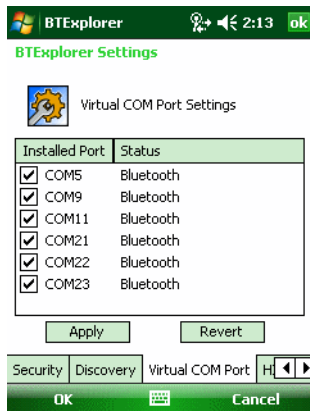 BTExplorer 2:13 ok
BTExplorer Settings
Virtual COM Port Settings
Installed Port Status
COM5 Bluetooth
COM9 Bluetooth
COM11 Bluetooth
COM21 Bluetooth
COM22 Bluetooth
COM23 Bluetooth
Apply Revert
Security Discovery Virtual COM Port
OK Cancel